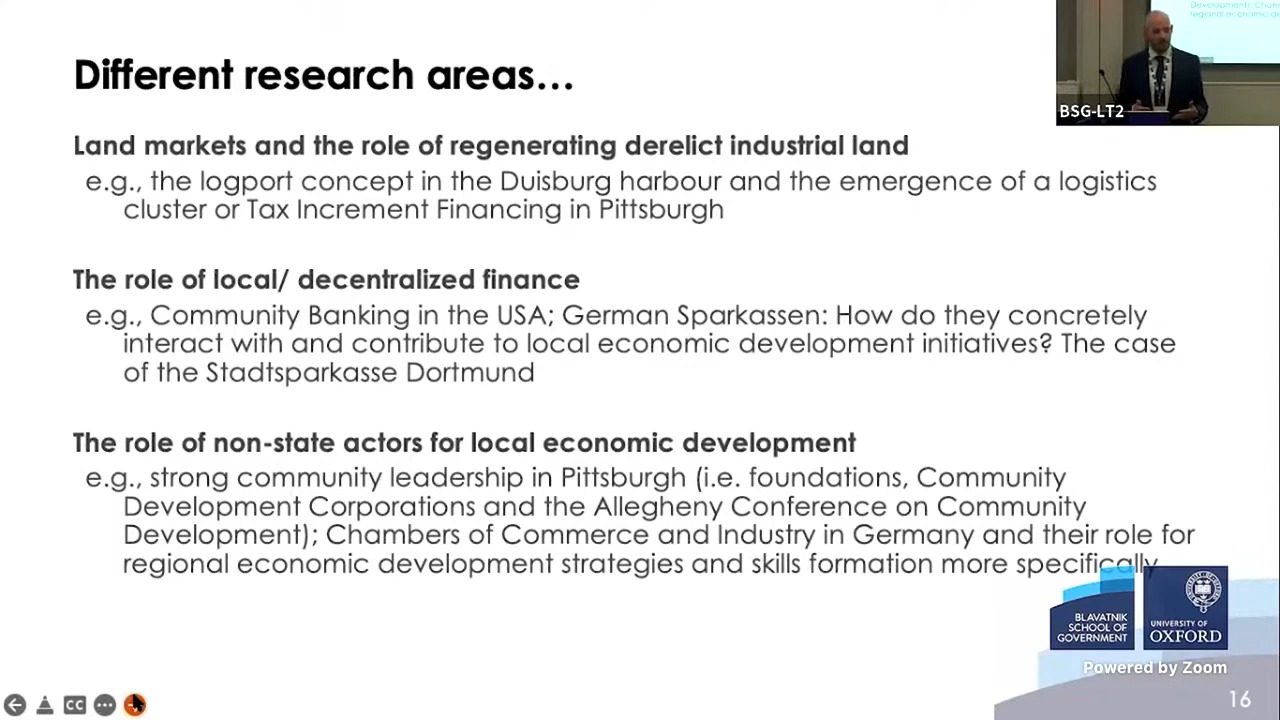 Different research areas…
Developments; Cham
regional economic de
BSG-LT2
Land markets and the role of regenerating derelict industrial land
e.g., the logport concept in the Duisburg harbour and the emergence of a logistics
cluster or Tax Increment Financing in Pittsburgh
The role of local/ decentralized finance
e.g., Community Banking in the USA; German Sparkassen: How do they concretely
interact with and contribute to local economic development initiatives? The case
of the Stadtsparkasse Dortmund
The role of non-state actors for local economic development
e.g., strong community leadership in Pittsburgh (i.e. foundations, Community
Development Corporations and the Allegheny Conference on Community
Development); Chambers of Commerce and Industry in Germany and their role for
regional economic development strategies and skills formation more specifically
BLAVATNIK
SCHOOL OF
GOVERNMENT
UNIVERSITY OF
OXFORD
Powered by Zoom
CC
16